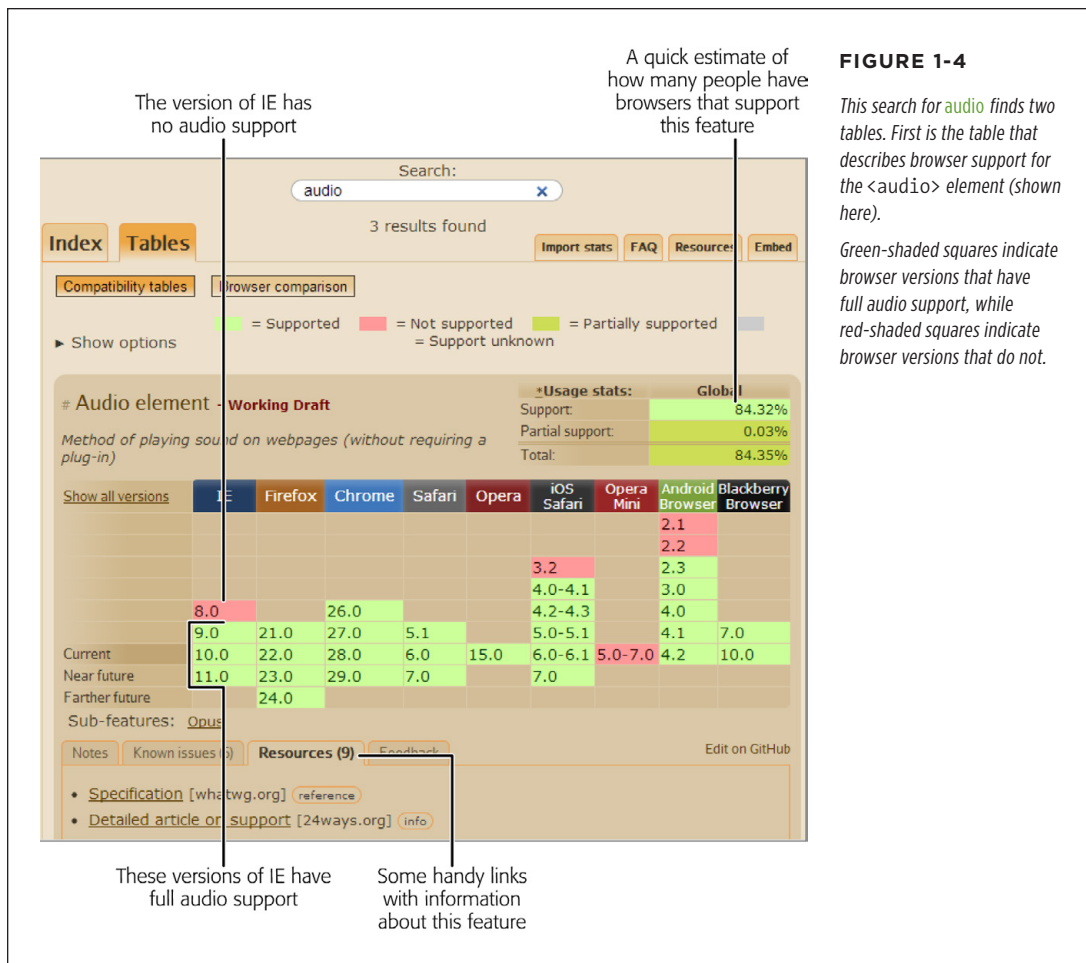 The version of IE has
no audio support
A quick estimate of
how many people have
browsers that support
this feature
FIGURE 1-4
This search for audio finds two
tables. First is the table that
describes browser support for
the <audio> element (shown
here).
Green-shaded squares indicate
browser versions that have
full audio support, while
red-shaded squares indicate
browser versions that do not.
Search:
audio ×
3 results found
Index Tables
Import stats FAQ Resources Embed
Compatibility tables Browser comparison
= Supported = Not supported = Partially supported
= Support unknown
► Show options
# Audio element - Working Draft
Method of playing sound on webpages (without requiring a
plug-in)
*Usage stats: Global
Support: 84.32%
Partial support: 0.03%
Total: 84.35%
Show all versions IE Firefox Chrome Safari Opera iOS Safari Opera Mini Android Browser Blackberry Browser
2.1
2.2
3.2 2.3
4.0-4.1 3.0
8.0 26.0 4.2-4.3 4.0
9.0 21.0 27.0 5.1 5.0-5.1 4.1 7.0
Current 10.0 22.0 28.0 6.0 15.0 6.0-6.1 5.0-7.0 4.2 10.0
Near future 11.0 23.0 29.0 7.0 7.0
Farther future 24.0
Sub-features: Opus
Notes Known issues (6) Resources (9) Feedback Edit on GitHub
• Specification [whatwg.org] reference
• Detailed article on support [24ways.org] info
These versions of IE have
full audio support
Some handy links
with information
about this feature